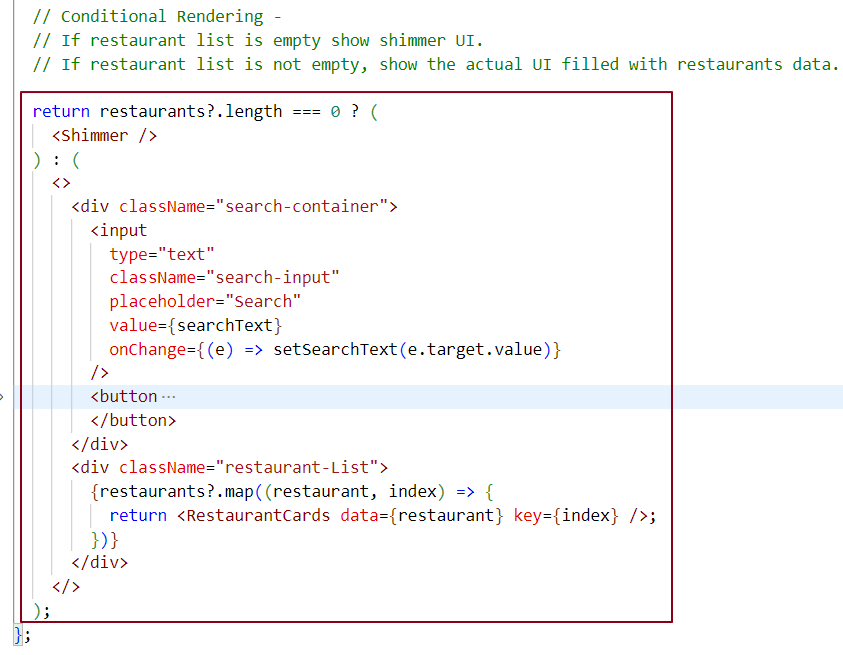 // Conditional Rendering -
// If restaurant list is empty show shimmer UI.
// If restaurant list is not empty, show the actual UI filled with restaurants data.
return restaurants?.length === 0 ? (
<Shimmer />
) : (
<>
<div className="search-container">
<input
type="text"
className="search-input"
placeholder="Search"
value={searchText}
onChange={(e) => setSearchText(e.target.value)}
/>
<button ···
</button>
</div>
<div className="restaurant-List">
{restaurants?.map((restaurant, index) => {
return <RestaurantCards data={restaurant} key={index} />;
})}
</div>
</>
);
};